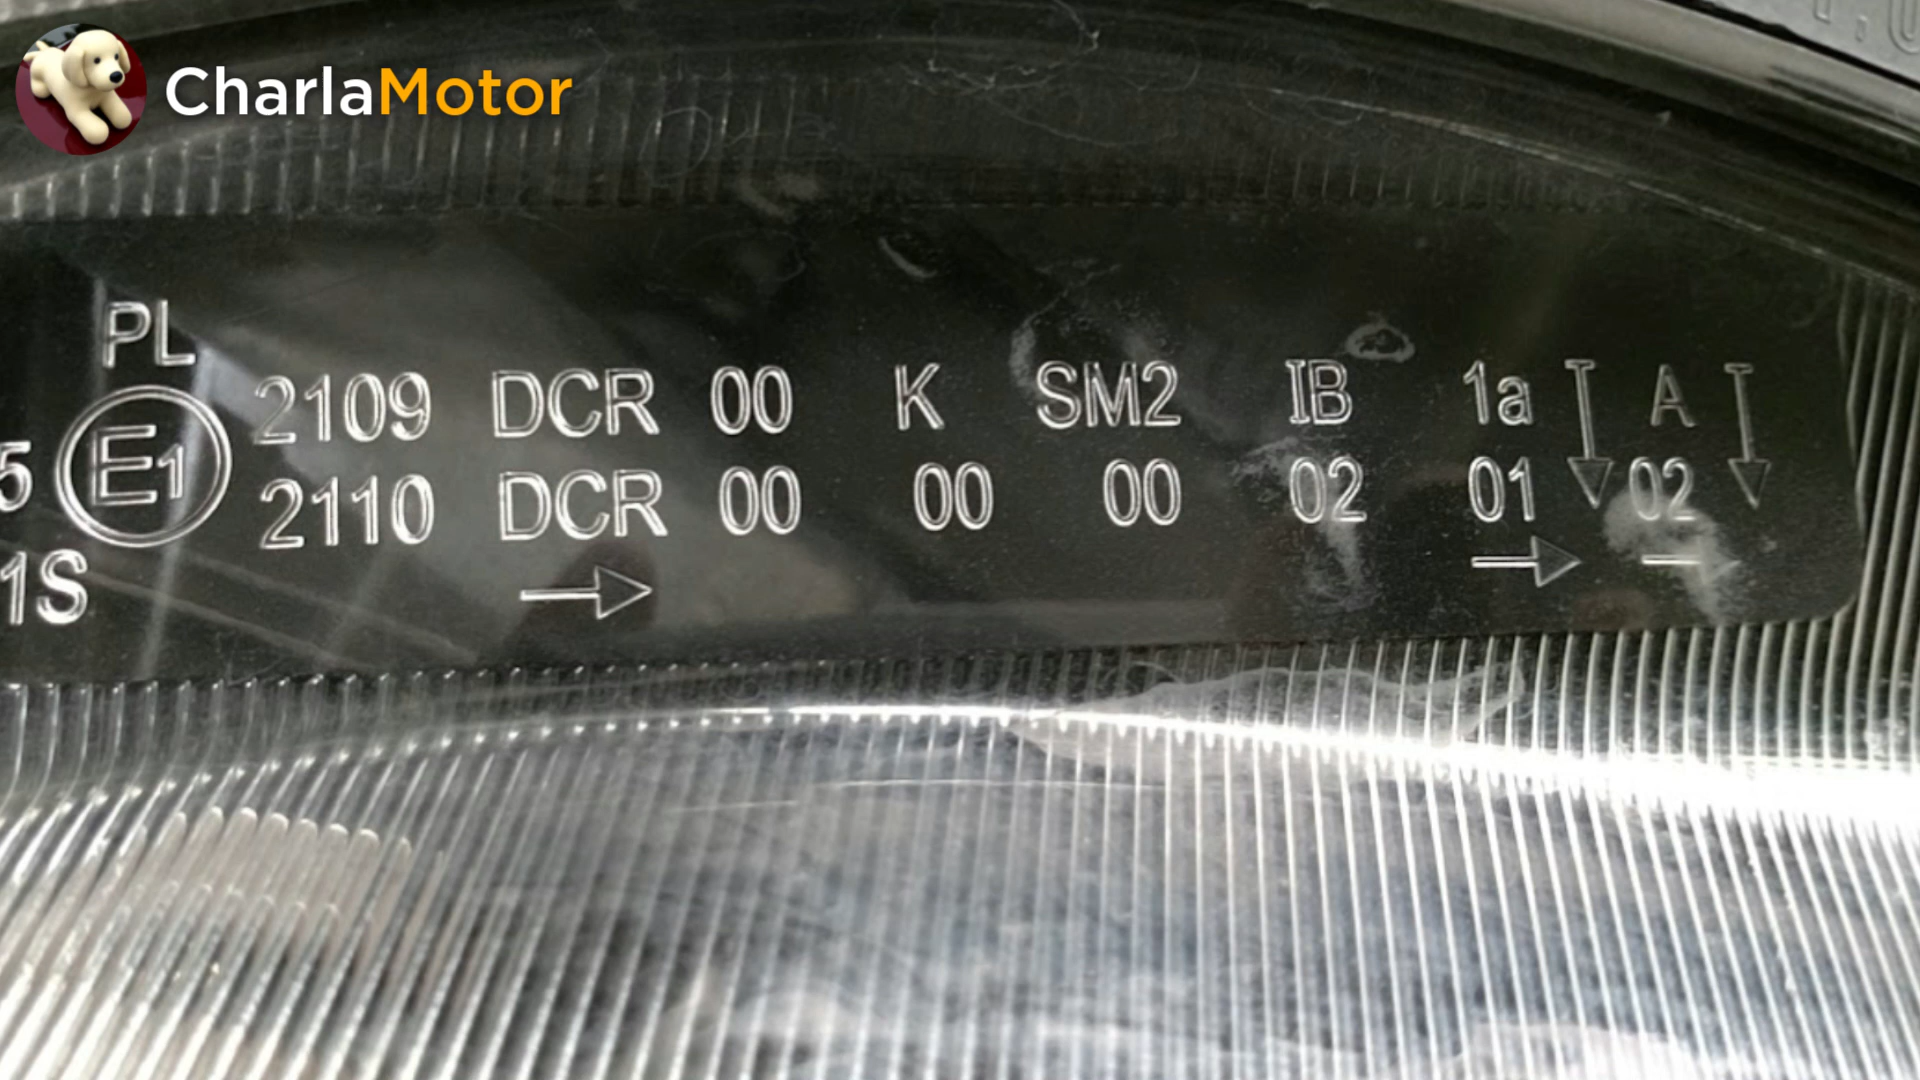 CharlaMotor
PL
2109 DCR 00 K SM2 IB 1a A
5 E1
2110 DCR 00 00 00 02 01 02
1S